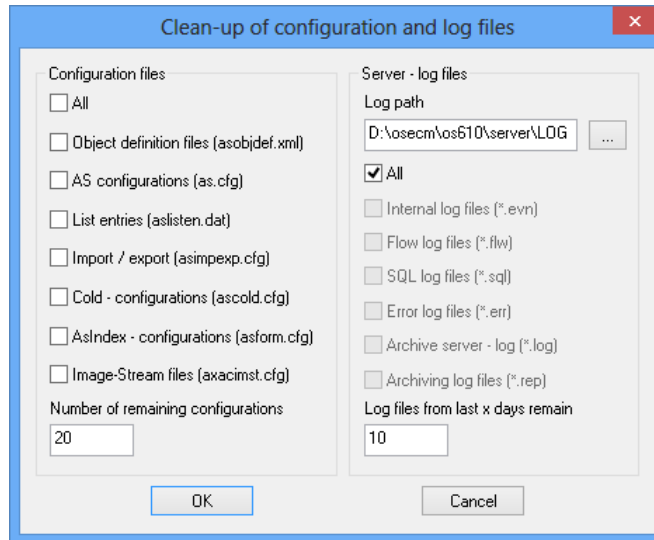 Clean-up of configuration and log files
x
Configuration files
All
Object definition files (asobjdef.xml)
AS configurations (as.cfg)
List entries (aslisten.dat)
Import / export (asimpexp.cfg)
Cold - configurations (ascold.cfg)
AsIndex - configurations (asform.cfg)
Image-Stream files (axacimst.cfg)
Number of remaining configurations
20
Server - log files
Log path
D:\osecm\os610\server\LOG
...
All
Internal log files (*.evn)
Flow log files (*.flw)
SQL log files (*.sql)
Error log files (*.err)
Archive server - log (*.log)
Archiving log files (*.rep)
Log files from last x days remain
10
OK
Cancel